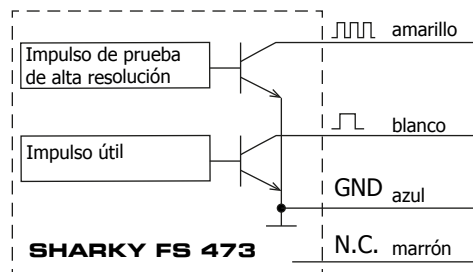 Impulso de prueba
de alta resolución
amarillo
Impulso útil
blanco
GND azul
SHARKY FS 473
N.C. marrón